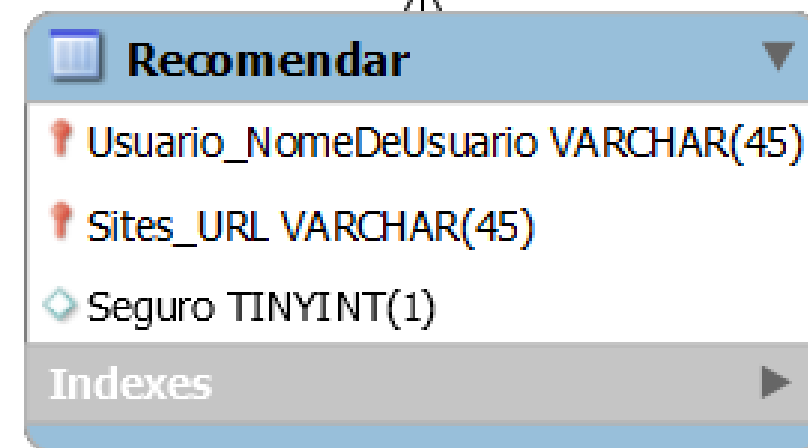 Recomendar
Usuario_NomeDeUsuario VARCHAR(45)
Sites_URL VARCHAR(45)
Seguro TINYINT(1)
Indexes